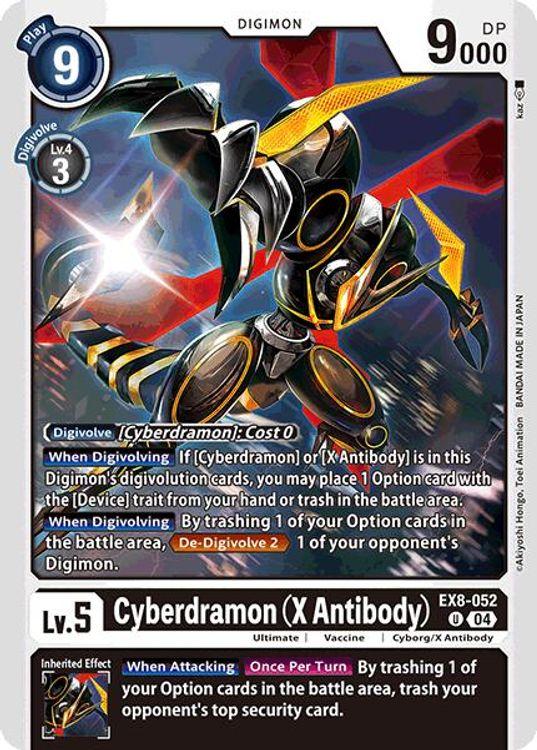 DIGIMON
Play
9
DP
9000
Digivolve
Lv.4
3
kaz
Digivolve [Cyberdramon]: Cost 0
When Digivolving If [Cyberdramon] or [X Antibody] is in this
Digimon's digivolution cards, you may place 1 Option card with
the [Device] trait from your hand or trash in the battle area.
When Digivolving By trashing 1 of your Option cards in
the battle area, De-Digivolve 2 1 of your opponent's
Digimon.
©Akiyoshi Hongo, Toei Animation BANDAI MADE IN JAPAN
Lv.5
Cyberdramon (X Antibody)
EX8-052
U 04
Ultimate | Vaccine | Cyborg/X Antibody
Inherited Effect
When Attacking Once Per Turn By trashing 1 of
your Option cards in the battle area, trash your
opponent's top security card.